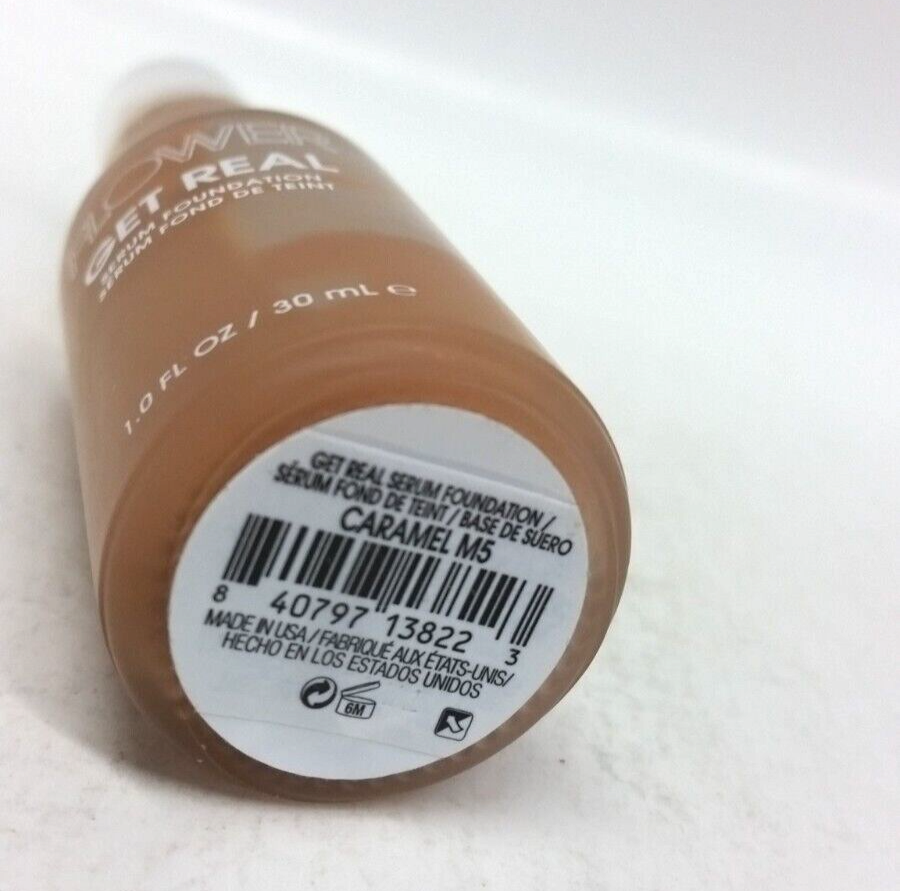 FLOWER
GET REAL
SERUM FOUNDATION
SÉRUM FOND DE TEINT
1.0 FL OZ / 30 mL ℮
GET REAL SERUM FOUNDATION /
SÉRUM FOND DE TEINT / BASE DE SUERO
CARAMEL M5
8 40797 13822 3
MADE IN USA / FABRIQUÉ AUX ÉTATS-UNIS/
HECHO EN LOS ESTADOS UNIDOS
6M